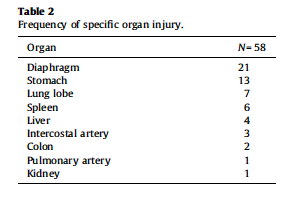 Table 2
Frequency of specific organ injury.
Organ N= 58
Diaphragm 21
Stomach 13
Lung lobe 7
Spleen 6
Liver 4
Intercostal artery 3
Colon 2
Pulmonary artery 1
Kidney 1